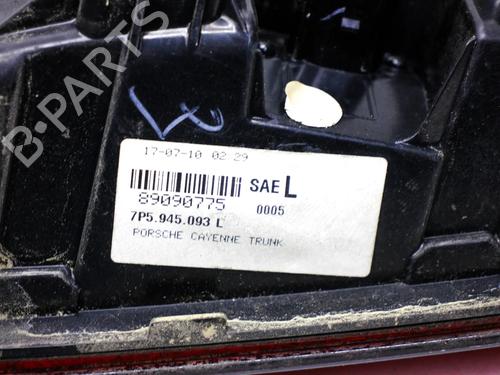 B-PARTS
17-07-10 02 29
SAE L
89090775
0005
7P5.945.093 L
PORSCHE CAYENNE TRUNK